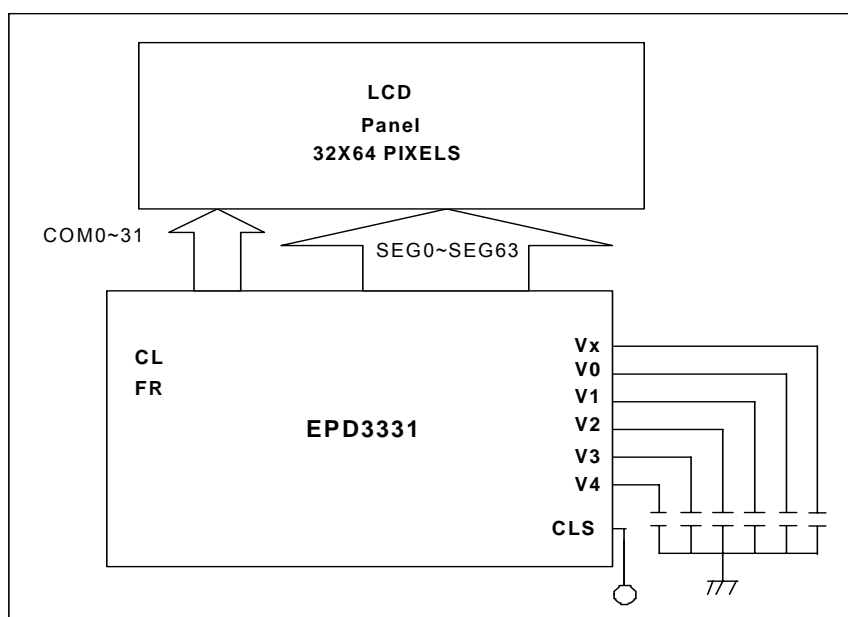 LCD
Panel
32X64 PIXELS
COM0~31
SEG0~SEG63
CL
FR
EPD3331
Vx
V0
V1
V2
V3
V4
CLS